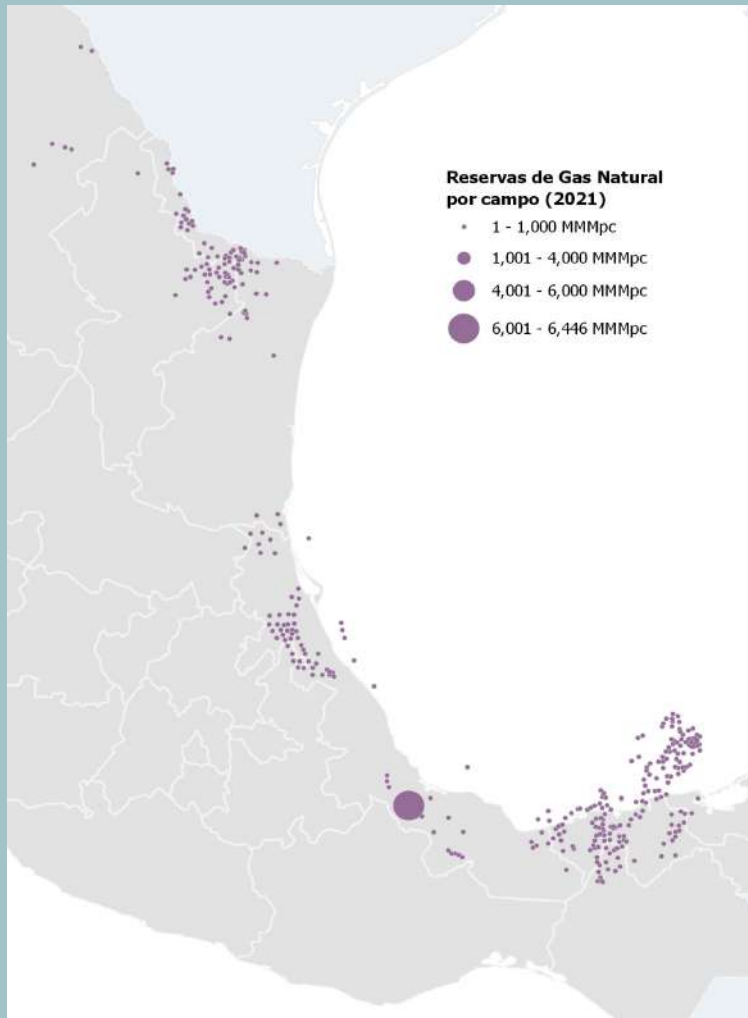 Reservas de Gas Natural
por campo (2021)
1 - 1,000 MMMpc
1,001 - 4,000 MMMpc
4,001 - 6,000 MMMpc
6,001 - 6,446 MMMpc